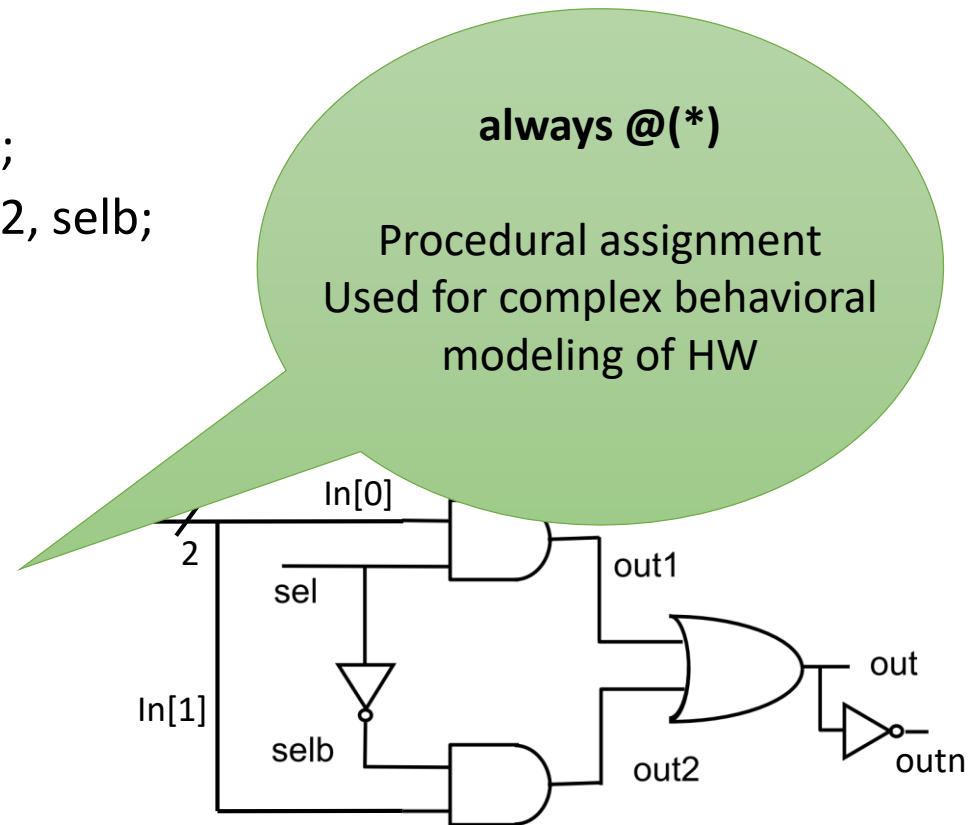 ;
2, selb;
always @(*)
Procedural assignment
Used for complex behavioral
modeling of HW
In[0]
2
sel
out1
In[1]
selb
out
out2
outn